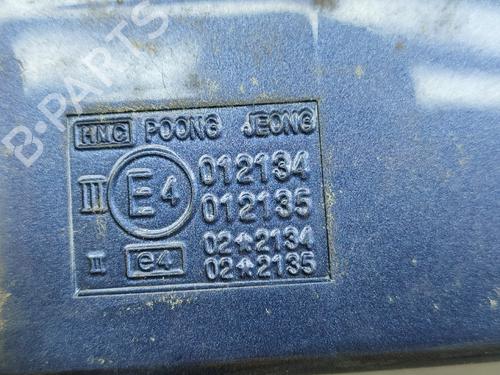 B-PARTS
HMC POONG JEONG
III E4 012134
012135
II e4 02*2134
02*2135